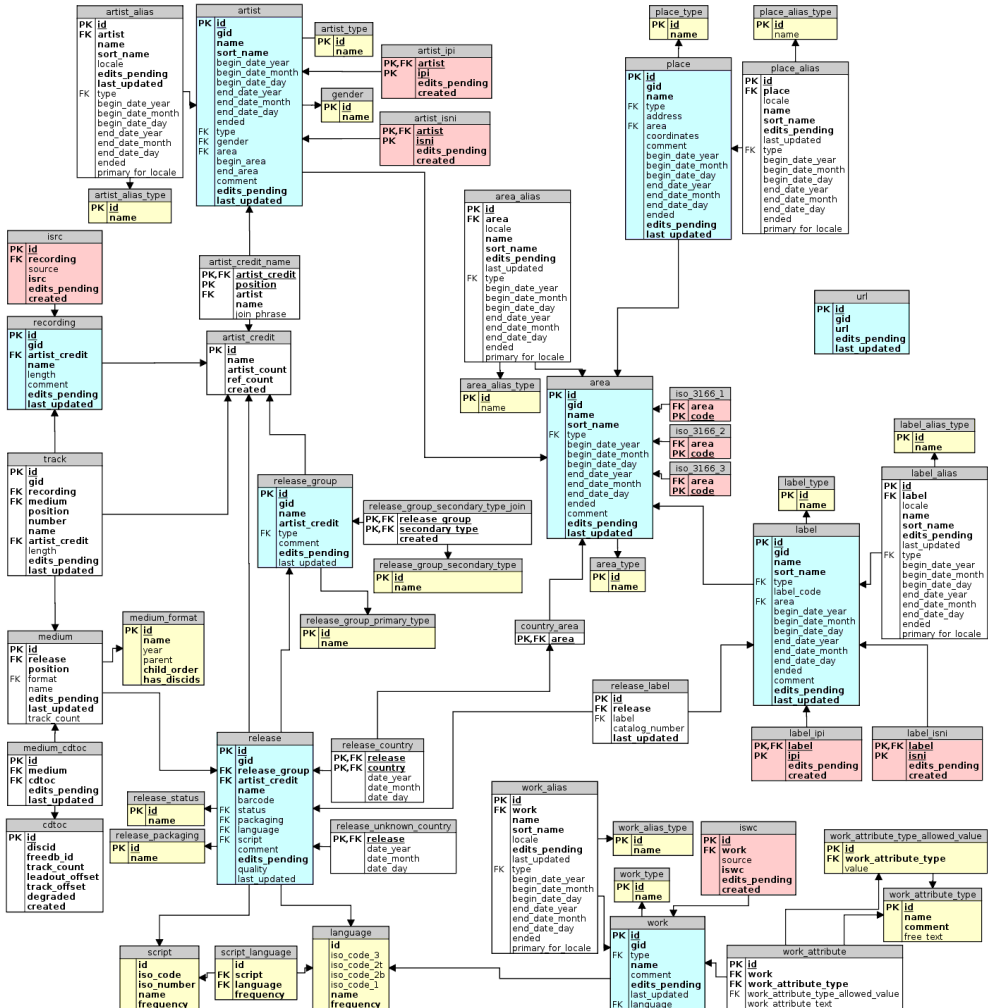 artist_alias
PK id
FK artist
name
sort_name
locale
edits_pending
last_updated
FK type
begin_date_year
begin_date_month
begin_date_day
end_date_year
end_date_month
end_date_day
ended
primary_for_locale
artist
PK id
gid
name
sort_name
begin_date_year
begin_date_month
begin_date_day
end_date_year
end_date_month
end_date_day
ended
FK type
FK gender
FK area
begin_area
end_area
comment
edits_pending
last_updated
artist_type
PK id
name
artist_ipi
PK,FK artist
PK ipi
edits_pending
created
gender
PK id
name
artist_isni
PK,FK artist
PK isni
edits_pending
created
place_type
PK id
name
place_alias_type
PK id
name
place
PK id
gid
name
FK type
address
FK area
coordinates
comment
begin_date_year
begin_date_month
begin_date_day
end_date_year
end_date_month
end_date_day
ended
edits_pending
last_updated
place_alias
PK id
FK place
locale
name
sort_name
edits_pending
last_updated
FK type
begin_date_year
begin_date_month
begin_date_day
end_date_year
end_date_month
end_date_day
ended
primary_for_locale
artist_alias_type
PK id
name
area_alias
PK id
FK area
locale
name
sort_name
edits_pending
last_updated
FK type
begin_date_year
begin_date_month
begin_date_day
end_date_year
end_date_month
end_date_day
ended
primary_for_locale
isrc
PK id
FK recording
source
isrc
edits_pending
created
artist_credit_name
PK,FK artist_credit
PK position
FK artist
name
join_phrase
url
PK id
gid
url
edits_pending
last_updated
recording
PK id
gid
FK artist_credit
name
length
comment
edits_pending
last_updated
artist_credit
PK id
name
artist_count
ref_count
created
area_alias_type
PK id
name
area
PK id
gid
name
sort_name
FK type
begin_date_year
begin_date_month
begin_date_day
end_date_year
end_date_month
end_date_day
ended
comment
edits_pending
last_updated
iso_3166_1
FK area
PK code
iso_3166_2
FK area
PK code
iso_3166_3
FK area
PK code
label_alias_type
PK id
name
track
PK id
gid
FK recording
FK medium
position
number
name
FK artist_credit
length
edits_pending
last_updated
release_group
PK id
gid
name
FK artist_credit
FK type
comment
edits_pending
last_updated
release_group_secondary_type_join
PK,FK release_group
PK,FK secondary_type
created
release_group_secondary_type
PK id
name
area_type
PK id
name
label_type
PK id
name
label_alias
PK id
FK label
locale
name
sort_name
edits_pending
last_updated
FK type
begin_date_year
begin_date_month
begin_date_day
end_date_year
end_date_month
end_date_day
ended
primary_for_locale
label
PK id
gid
name
sort_name
FK type
label_code
FK area
begin_date_year
begin_date_month
begin_date_day
end_date_year
end_date_month
end_date_day
ended
comment
edits_pending
last_updated
release_group_primary_type
PK id
name
country_area
PK,FK area
medium_format
PK id
name
year
parent
child_order
has_discids
medium
PK id
FK release
position
FK format
name
edits_pending
last_updated
track_count
release_label
PK id
FK release
FK label
catalog_number
last_updated
label_ipi
PK,FK label
PK ipi
edits_pending
created
label_isni
PK,FK label
PK isni
edits_pending
created
medium_cdtoc
PK id
FK medium
FK cdtoc
edits_pending
last_updated
release
PK id
gid
FK release_group
FK artist_credit
name
barcode
FK status
FK packaging
FK language
FK script
comment
edits_pending
quality
last_updated
release_country
PK,FK release
PK,FK country
date_year
date_month
date_day
release_status
PK id
name
release_packaging
PK id
name
release_unknown_country
PK,FK release
date_year
date_month
date_day
cdtoc
PK id
discid
freedb_id
track_count
leadout_offset
track_offset
degraded
created
work_alias
PK id
FK work
name
sort_name
locale
edits_pending
last_updated
FK type
begin_date_year
begin_date_month
begin_date_day
end_date_year
end_date_month
end_date_day
ended
primary_for_locale
work_alias_type
PK id
name
iswc
PK id
FK work
source
iswc
edits_pending
created
work_attribute_type_allowed_value
PK id
FK work_attribute_type
value
work_type
PK id
name
work_attribute_type
PK id
name
comment
free_text
script
id
iso_code
iso_number
name
frequency
script_language
PK id
FK script
FK language
frequency
language
id
iso_code_3
iso_code_2t
iso_code_2b
iso_code_1
name
frequency
work
PK id
gid
FK type
name
comment
edits_pending
last_updated
FK language
work_attribute
PK id
FK work
FK work_attribute_type
FK work_attribute_type_allowed_value
work_attribute_text